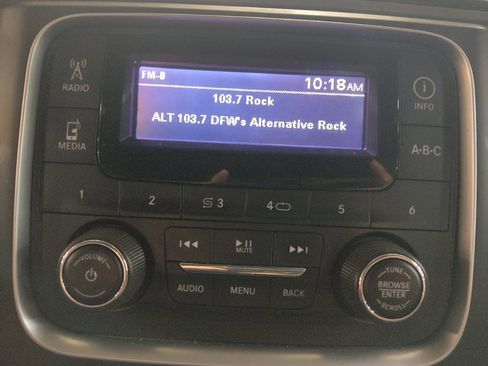 FM-B
10:18AM
103.7 Rock
ALT 103.7 DFW's Alternative Rock
RADIO
INFO
MEDIA
A-B-C
1
2
3
4
5
6
VOLUME
MUTE
TUNE
BROWSE
ENTER
SCROLL
AUDIO
MENU
BACK